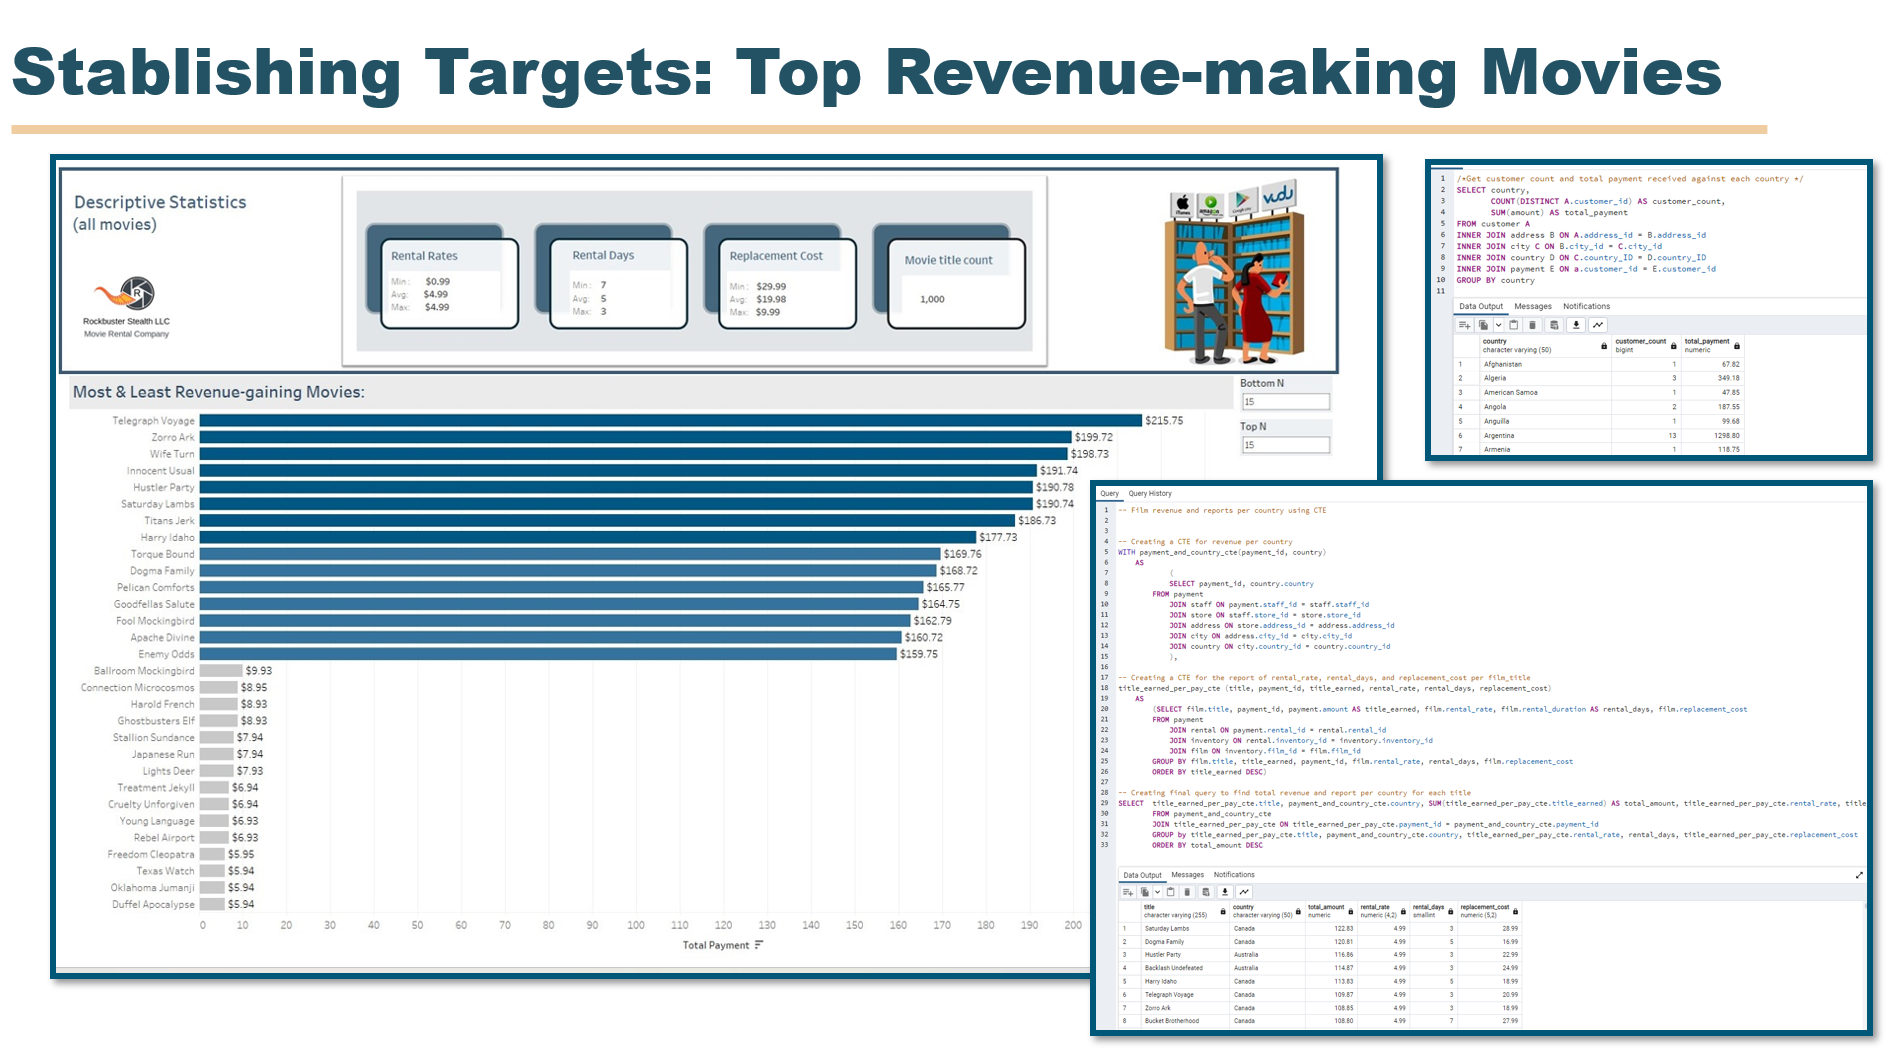 Stablishing Targets: Top Revenue-making Movies
Descriptive Statistics
(all movies)
Rockbuster Stealth LLC
Movie Rental Company
R
Rental Rates
Min: $0.99
Avg: $4.99
Max: $4.99
Rental Days
Min: 7
Avg: 5
Max: 3
Replacement Cost
Min: $29.99
Avg: $19.98
Max: $9.99
Movie title count
1,000
iTunes
amazon
Google Play
vudu
Most & Least Revenue-gaining Movies:
Bottom N
15
Top N
15
Telegraph Voyage $215.75
Zorro Ark $199.72
Wife Turn $198.73
Innocent Usual $191.74
Hustler Party $190.78
Saturday Lambs $190.74
Titans Jerk $186.73
Harry Idaho $177.73
Torque Bound $169.76
Dogma Family $168.72
Pelican Comforts $165.77
Goodfellas Salute $164.75
Fool Mockingbird $162.79
Apache Divine $160.72
Enemy Odds $159.75
Ballroom Mockingbird $9.93
Connection Microcosmos $8.95
Harold French $8.93
Ghostbusters Elf $8.93
Stallion Sundance $7.94
Japanese Run $7.94
Lights Deer $7.93
Treatment Jekyll $6.94
Cruelty Unforgiven $6.94
Young Language $6.93
Rebel Airport $6.93
Freedom Cleopatra $5.95
Texas Watch $5.94
Oklahoma Jumanji $5.94
Duffel Apocalypse $5.94
0 10 20 30 40 50 60 70 80 90 100 110 120 130 140 150 160 170 180 190 200
Total Payment
1 /*Get customer count and total payment received against each country */
2 SELECT country,
3 COUNT(DISTINCT A.customer_id) AS customer_count,
4 SUM(amount) AS total_payment
5 FROM customer A
6 INNER JOIN address B ON A.address_id = B.address_id
7 INNER JOIN city C ON B.city_id = C.city_id
8 INNER JOIN country D ON C.country_ID = D.country_ID
9 INNER JOIN payment E ON a.customer_id = E.customer_id
10 GROUP BY country
11
Data Output Messages Notifications
country customer_count total_payment
character varying (50) bigint numeric
1 Afghanistan 1 67.82
2 Algeria 3 349.18
3 American Samoa 1 47.85
4 Angola 2 187.55
5 Anguilla 1 99.68
6 Argentina 13 1298.80
7 Armenia 1 118.75
Query Query History
1 -- Film revenue and reports per country using CTE
2
3
4 -- Creating a CTE for revenue per country
5 WITH payment_and_country_cte(payment_id, country)
6 AS
7 (
8 SELECT payment_id, country.country
9 FROM payment
10 JOIN staff ON payment.staff_id = staff.staff_id
11 JOIN store ON staff.store_id = store.store_id
12 JOIN address ON store.address_id = address.address_id
13 JOIN city ON address.city_id = city.city_id
14 JOIN country ON city.country_id = country.country_id
15 ),
16
17 -- Creating a CTE for the report of rental_rate, rental_days, and replacement_cost per film_title
18 title_earned_per_pay_cte (title, payment_id, title_earned, rental_rate, rental_days, replacement_cost)
19 AS
20 (SELECT film.title, payment_id, payment.amount AS title_earned, film.rental_rate, film.rental_duration AS rental_days, film.replacement_cost
21 FROM payment
22 JOIN rental ON payment.rental_id = rental.rental_id
23 JOIN inventory ON rental.inventory_id = inventory.inventory_id
24 JOIN film ON inventory.film_id = film.film_id
25 GROUP BY film.title, title_earned, payment_id, film.rental_rate, rental_days, film.replacement_cost
26 ORDER BY title_earned DESC)
27
28 -- Creating final query to find total revenue and report per country for each title
29 SELECT title_earned_per_pay_cte.title, payment_and_country_cte.country, SUM(title_earned_per_pay_cte.title_earned) AS total_amount, title_earned_per_pay_cte.rental_rate, title
30 FROM payment_and_country_cte
31 JOIN title_earned_per_pay_cte ON title_earned_per_pay_cte.payment_id = payment_and_country_cte.payment_id
32 GROUP by title_earned_per_pay_cte.title, payment_and_country_cte.country, title_earned_per_pay_cte.rental_rate, rental_days, title_earned_per_pay_cte.replacement_cost
33 ORDER BY total_amount DESC
Data Output Messages Notifications
title country total_amount rental_rate rental_days replacement_cost
character varying (255) character varying (50) numeric numeric (4,2) smallint numeric (5,2)
1 Saturday Lambs Canada 122.83 4.99 3 28.99
2 Dogma Family Canada 120.81 4.99 5 16.99
3 Hustler Party Australia 116.86 4.99 3 22.99
4 Backlash Undefeated Australia 114.87 4.99 3 24.99
5 Harry Idaho Canada 113.83 4.99 5 18.99
6 Telegraph Voyage Canada 109.87 4.99 3 20.99
7 Zorro Ark Canada 108.85 4.99 3 18.99
8 Bucket Brotherhood Canada 108.80 4.99 7 27.99